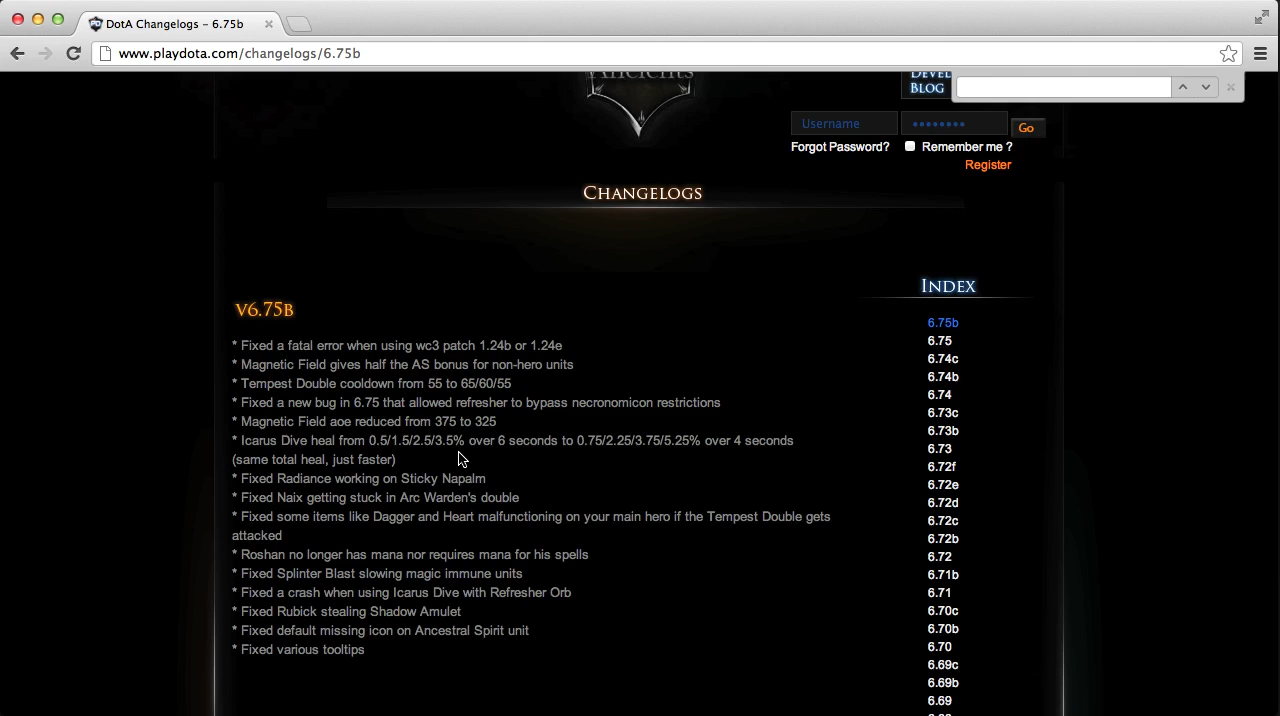 DotA Changelogs – 6.75b
www.playdota.com/changelogs/6.75b
Ancients
Devel
Blog
Username
••••••••
Go
Forgot Password?
Remember me ?
Register
Changelogs
Index
v6.75b
* Fixed a fatal error when using wc3 patch 1.24b or 1.24e
* Magnetic Field gives half the AS bonus for non-hero units
* Tempest Double cooldown from 55 to 65/60/55
* Fixed a new bug in 6.75 that allowed refresher to bypass necronomicon restrictions
* Magnetic Field aoe reduced from 375 to 325
* Icarus Dive heal from 0.5/1.5/2.5/3.5% over 6 seconds to 0.75/2.25/3.75/5.25% over 4 seconds
(same total heal, just faster)
* Fixed Radiance working on Sticky Napalm
* Fixed Naix getting stuck in Arc Warden's double
* Fixed some items like Dagger and Heart malfunctioning on your main hero if the Tempest Double gets
attacked
* Roshan no longer has mana nor requires mana for his spells
* Fixed Splinter Blast slowing magic immune units
* Fixed a crash when using Icarus Dive with Refresher Orb
* Fixed Rubick stealing Shadow Amulet
* Fixed default missing icon on Ancestral Spirit unit
* Fixed various tooltips
6.75b
6.75
6.74c
6.74b
6.74
6.73c
6.73b
6.73
6.72f
6.72e
6.72d
6.72c
6.72b
6.72
6.71b
6.71
6.70c
6.70b
6.70
6.69c
6.69b
6.69